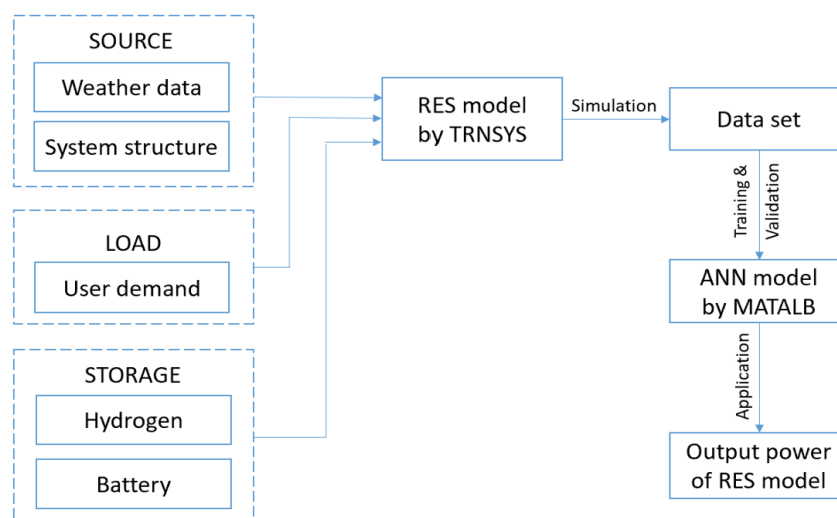 SOURCE
Weather data
System structure
LOAD
User demand
STORAGE
Hydrogen
Battery
RES model
by TRNSYS
Simulation
Data set
Training &
Validation
ANN model
by MATALB
Application
Output power
of RES model